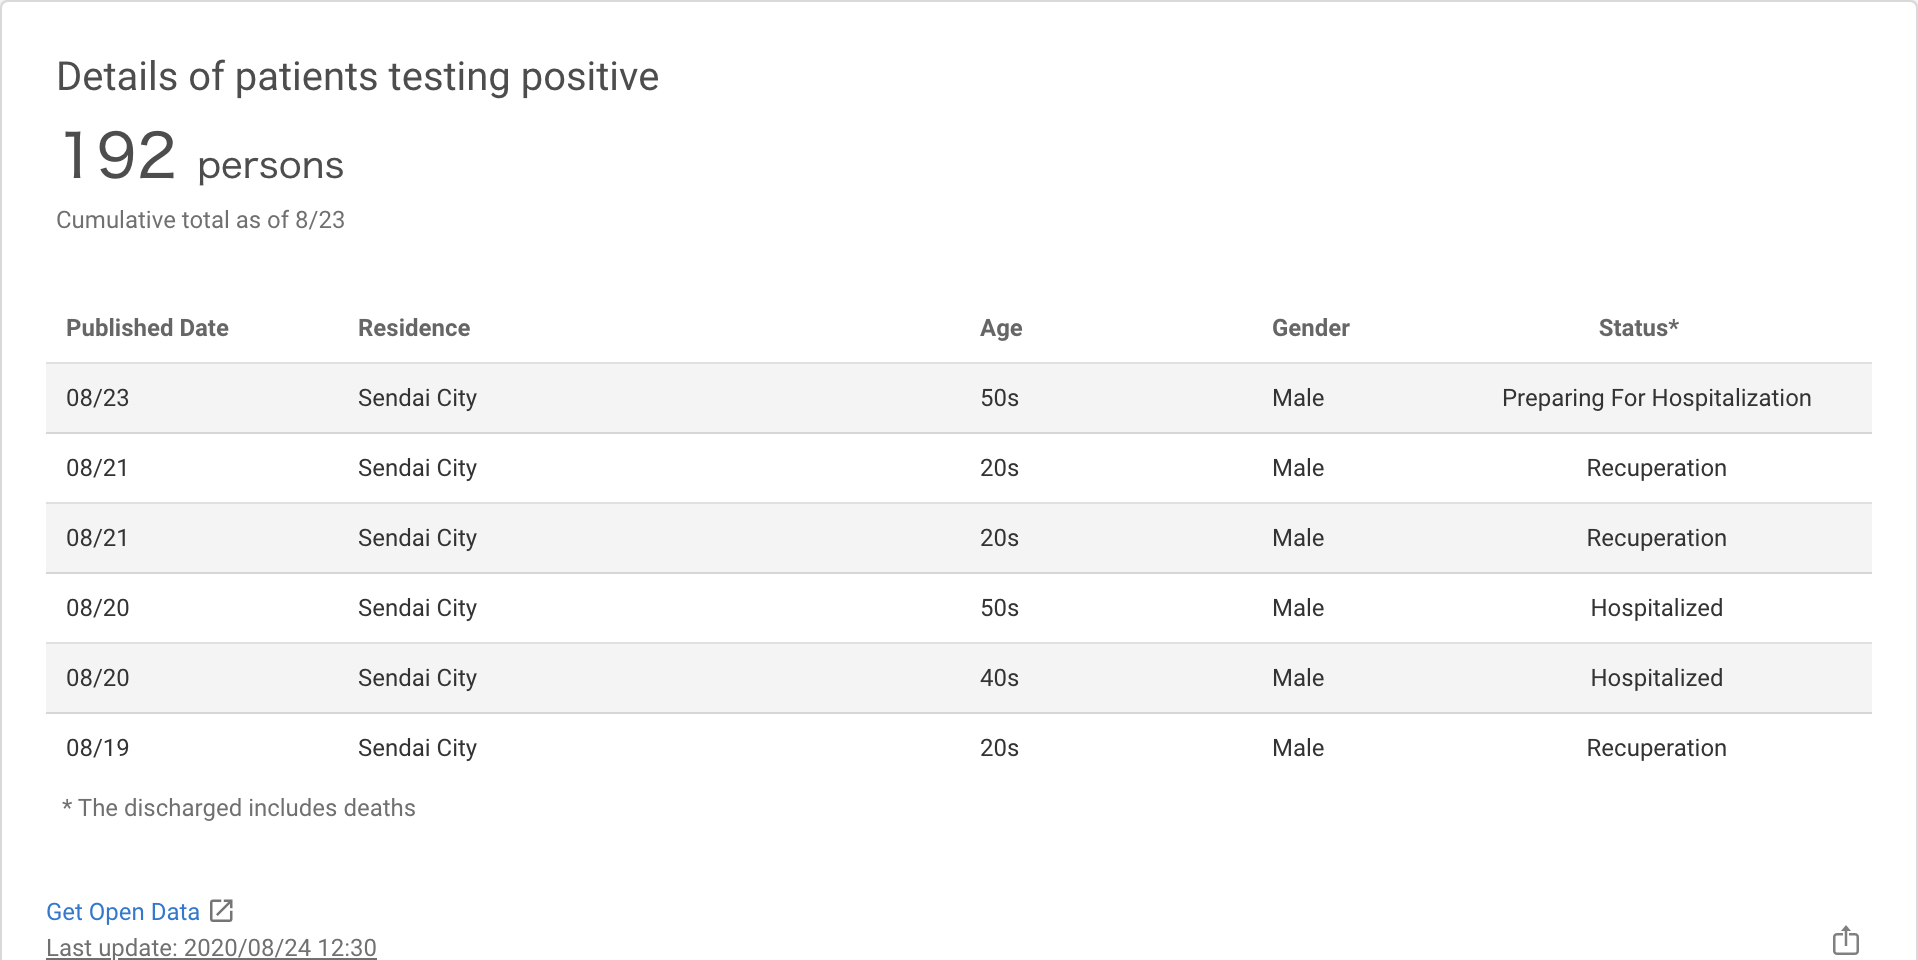 Details of patients testing positive
192 persons
Cumulative total as of 8/23
Published Date Residence Age Gender Status*
08/23 Sendai City 50s Male Preparing For Hospitalization
08/21 Sendai City 20s Male Recuperation
08/21 Sendai City 20s Male Recuperation
08/20 Sendai City 50s Male Hospitalized
08/20 Sendai City 40s Male Hospitalized
08/19 Sendai City 20s Male Recuperation
* The discharged includes deaths
Get Open Data
Last update: 2020/08/24 12:30